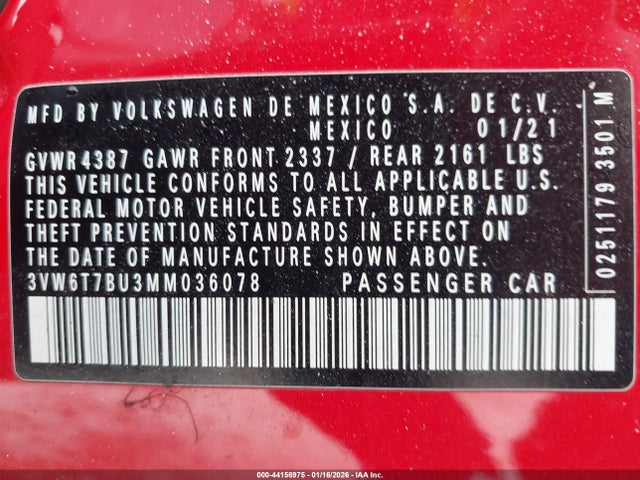 MFD BY VOLKSWAGEN DE MEXICO S.A. DE C.V.
MEXICO 01/21
GVWR 4387 GAWR FRONT 2337 / REAR 2161 LBS
THIS VEHICLE CONFORMS TO ALL APPLICABLE U.S.
FEDERAL MOTOR VEHICLE SAFETY, BUMPER AND
THEFT PREVENTION STANDARDS IN EFFECT ON
THE DATE OF MANUFACTURE SHOWN ABOVE.
3VW6T7BU3MM036078 PASSENGER CAR
0251179 3501 M
000-44156975 - 01/16/2026 - IAA Inc.